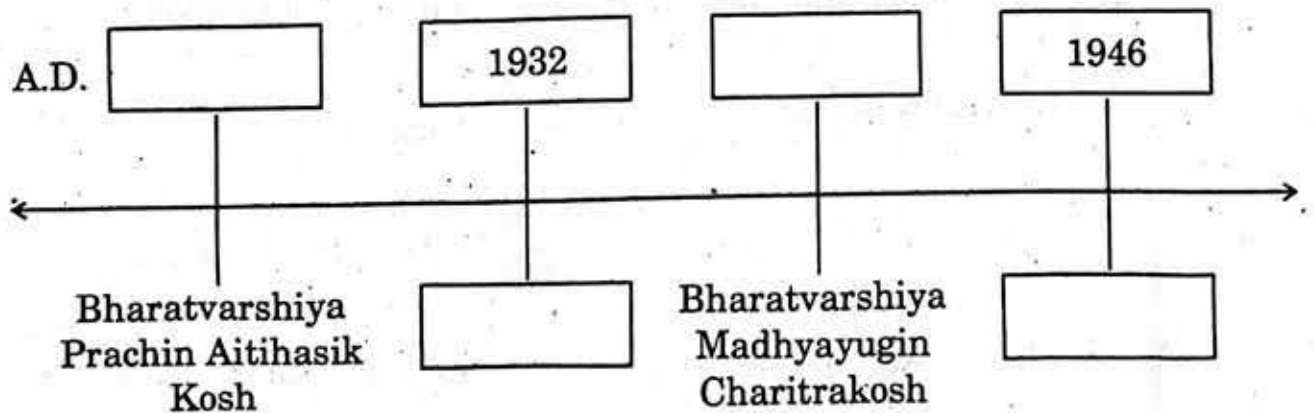 A.D.
1932
1946
Bharatvarshiya
Prachin Aitihasik
Kosh
Bharatvarshiya
Madhyayugin
Charitrakosh